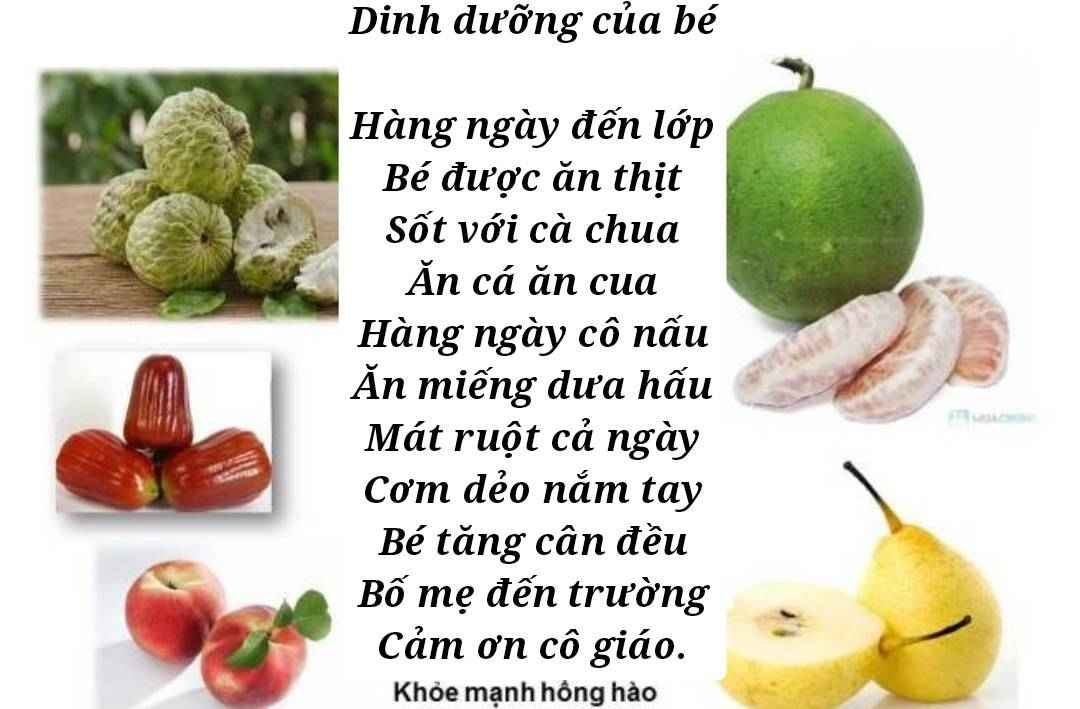 Dinh dưỡng của bé
Hàng ngày đến lớp
Bé được ăn thịt
Sốt với cà chua
Ăn cá ăn cua
Hàng ngày cô nấu
Ăn miếng dưa hấu
Mát ruột cả ngày
Cơm dẻo nắm tay
Bé tăng cân đều
Bố mẹ đến trường
Cảm ơn cô giáo.
Khỏe mạnh hồng hào